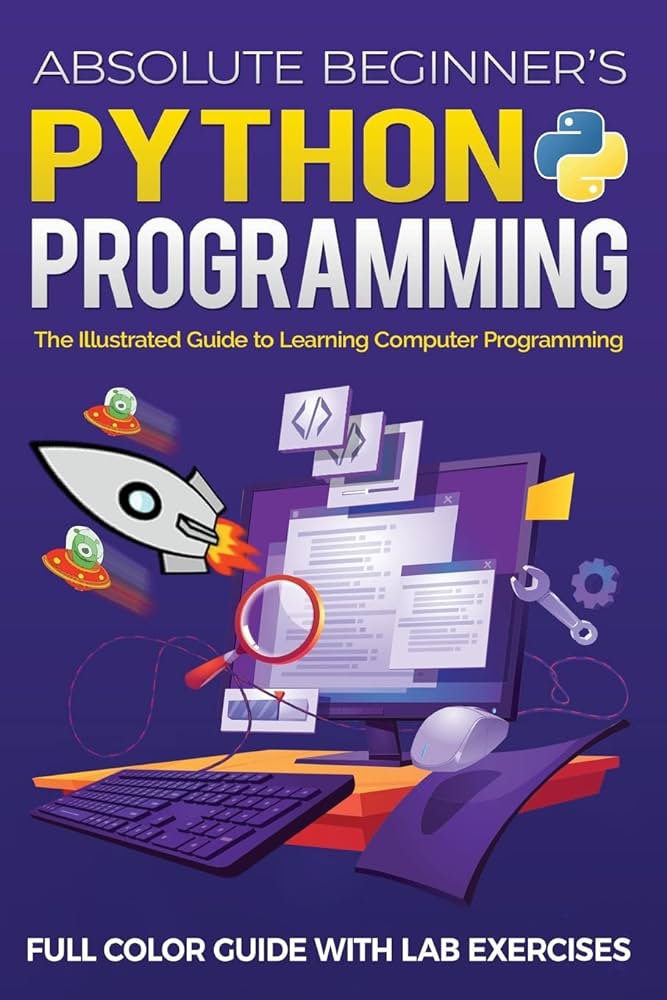 ABSOLUTE BEGINNER'S
PYTHON
PROGRAMMING
The Illustrated Guide to Learning Computer Programming
</>
</>
FULL COLOR GUIDE WITH LAB EXERCISES